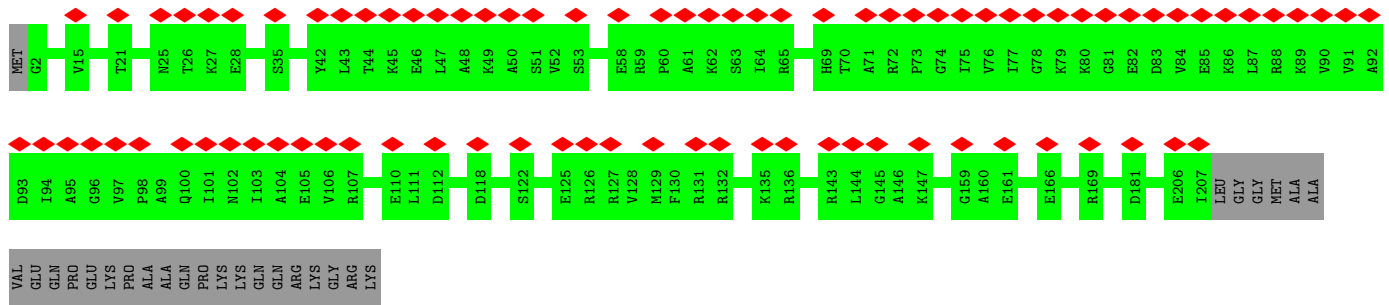 MET G2 V15 T21 N25 T26 K27 E28 S35 Y42 L43 T44 K45 E46 L47 A48 K49 A50 S51 V52 S53 E58 R59 P60 A61 K62 S63 I64 R65 H69 T70 A71 R72 P73 G74 I75 V76 I77 G78 K79 K80 G81 E82 D83 V84 E85 K86 L87 R88 K89 V90 V91 A92
D93 I94 A95 G96 V97 P98 A99 Q100 I101 N102 I103 A104 E105 V106 R107 E110 L111 D112 D118 S122 E125 R126 R127 V128 M129 F130 R131 R132 K135 R136 R143 L144 G145 A146 K147 G159 A160 E161 E166 R169 D181 E206 I207 LEU GLY GLY MET ALA ALA
VAL GLU GLN PRO GLU LYS PRO ALA ALA GLN PRO LYS LYS GLN GLN ARG LYS GLY ARG LYS